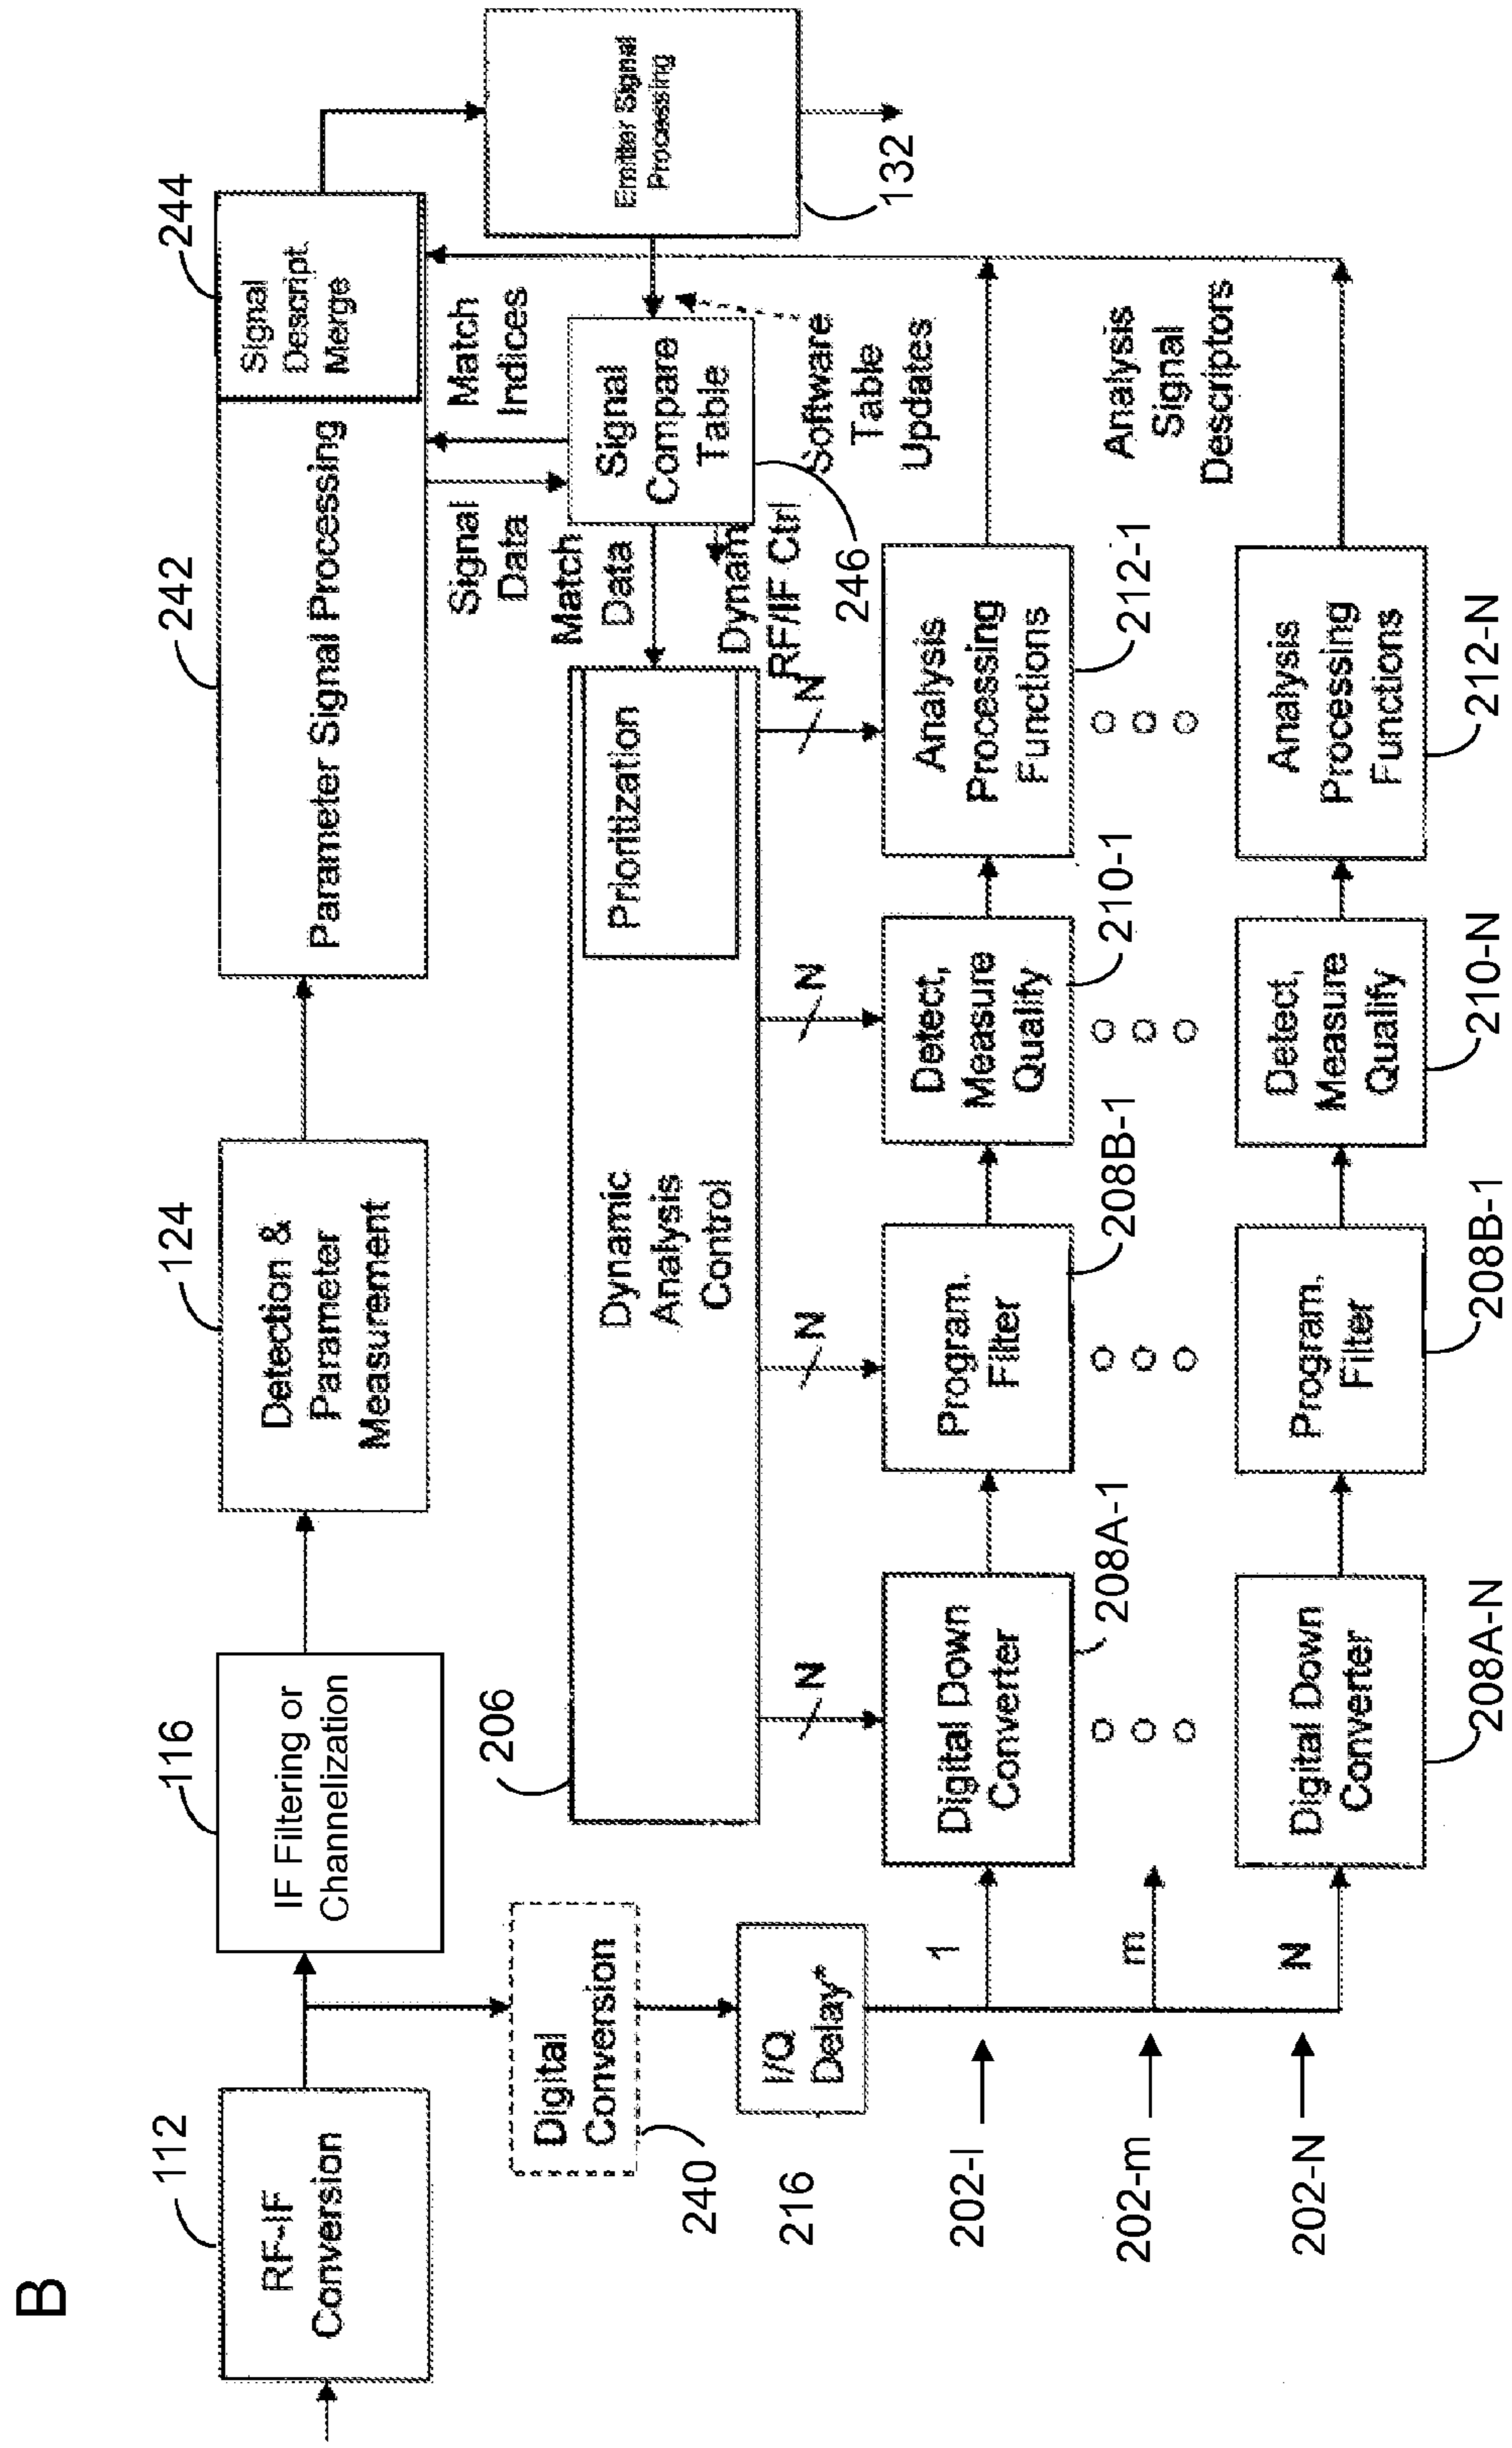 B
112
RF-IF
Conversion
116
IF Filtering or
Channelization
124
Detection &
Parameter
Measurement
242
Parameter Signal Processing
244
Signal
Descript.
Merge
Emitter Signal
Processing
132
Digital
Conversion
240
I/Q
Delay*
216
206
Dynamic
Analysis
Control
Prioritization
Signal
Data
Match
Indices
Match
Data
Signal
Compare
Table
246
Dynam
RF/IF Ctrl
Software
Table
Updates
N
N
N
N
202-I
202-m
202-N
1
m
N
Digital Down
Converter
208A-1
Program.
Filter
208B-1
Detect,
Measure
Qualify
210-1
Analysis
Processing
Functions
212-1
Analysis
Signal
Descriptors
Digital Down
Converter
208A-N
Program.
Filter
208B-1
Detect,
Measure
Qualify
210-N
Analysis
Processing
Functions
212-N